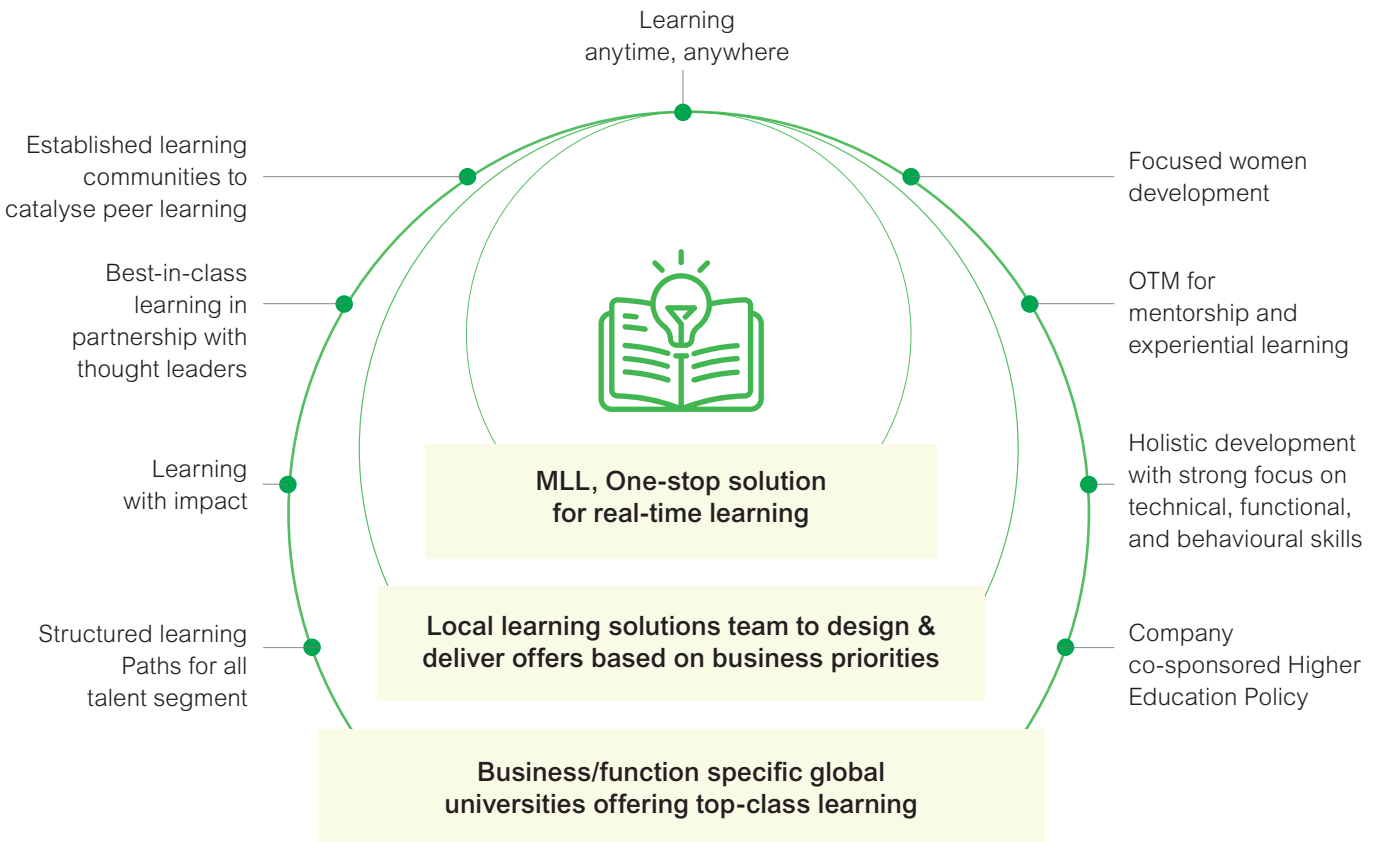 Learning
anytime, anywhere
Established learning
communities to
catalyse peer learning
Best-in-class
learning in
partnership with
thought leaders
Learning
with impact
Structured learning
Paths for all
talent segment
Focused women
development
OTM for
mentorship and
experiential learning
Holistic development
with strong focus on
technical, functional,
and behavioural skills
Company
co-sponsored Higher
Education Policy
MLL, One-stop solution
for real-time learning
Local learning solutions team to design &
deliver offers based on business priorities
Business/function specific global
universities offering top-class learning